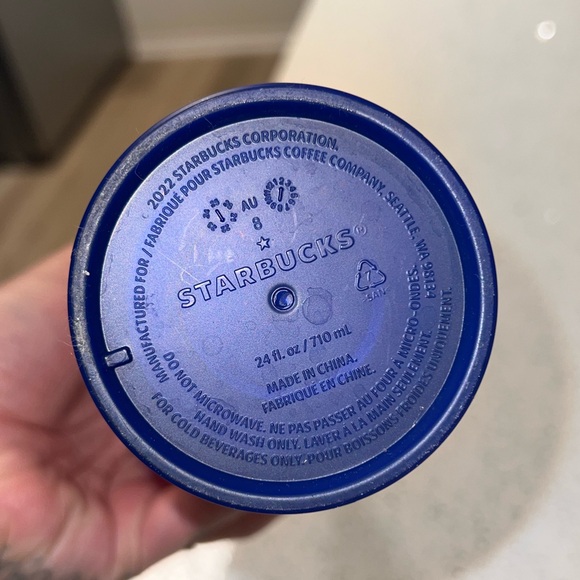 2022 STARBUCKS CORPORATION.
MANUFACTURED FOR / FABRIQUÉ POUR STARBUCKS COFFEE COMPANY, SEATTLE, WA 98134
AU
8
STARBUCKS®
24 fl. oz / 710 mL
MADE IN CHINA.
FABRIQUÉ EN CHINE.
DO NOT MICROWAVE. NE PAS PASSER AU FOUR À MICRO-ONDES.
HAND WASH ONLY. LAVER À LA MAIN SEULEMENT.
FOR COLD BEVERAGES ONLY. POUR BOISSONS FROIDES UNIQUEMENT.